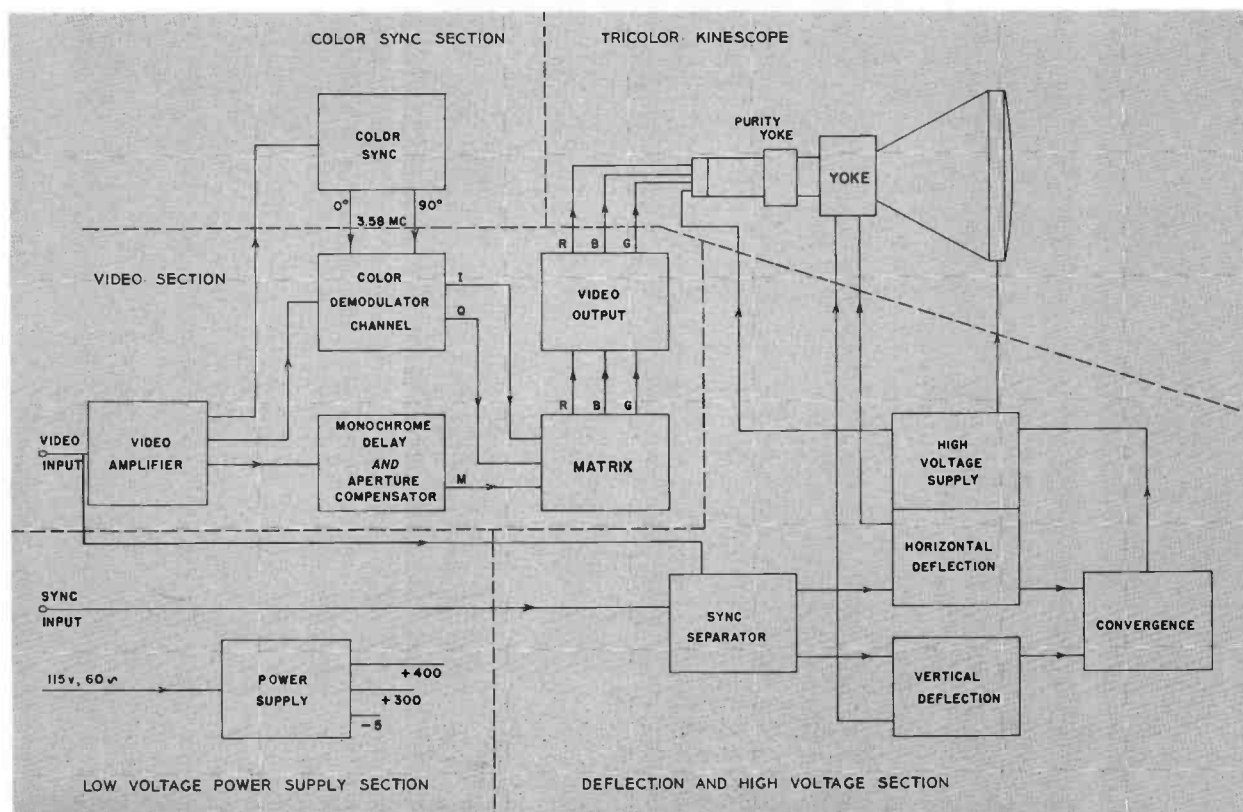 COLOR SYNC SECTION
TRICOLOR KINESCOPE
COLOR
SYNC
PURITY
YOKE
YOKE
0°
90°
3.58 MC
VIDEO SECTION
COLOR
DEMODULATOR
CHANNEL
I
Q
R B G
VIDEO
OUTPUT
R B G
VIDEO
INPUT
VIDEO
AMPLIFIER
MONOCHROME
DELAY
AND
APERTURE
COMPENSATOR
M
MATRIX
HIGH
VOLTAGE
SUPPLY
HORIZONTAL
DEFLECTION
SYNC
INPUT
SYNC
SEPARATOR
CONVERGENCE
VERTICAL
DEFLECTION
115V, 60 ~
POWER
SUPPLY
+400
+300
-5
LOW VOLTAGE POWER SUPPLY SECTION
DEFLECTION AND HIGH VOLTAGE SECTION